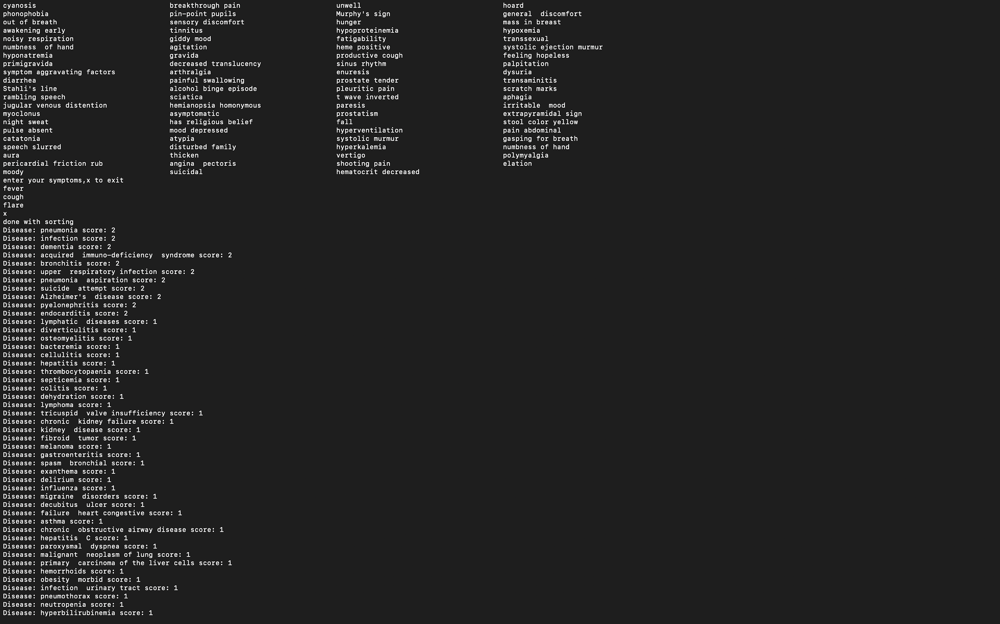 cyanosis breakthrough pain unwell hoard
phonophobia pin-point pupils Murphy's sign general  discomfort
out of breath sensory discomfort hunger mass in breast
awakening early tinnitus hypoproteinemia hypoxemia
noisy respiration giddy mood fatigability transsexual
numbness  of hand agitation heme positive systolic ejection murmur
hyponatremia gravida productive cough feeling hopeless
primigravida decreased translucency sinus rhythm palpitation
symptom aggravating factors arthralgia enuresis dysuria
diarrhea painful swallowing prostate tender transaminitis
Stahli's line alcohol binge episode pleuritic pain scratch marks
rambling speech sciatica t wave inverted aphagia
jugular venous distention hemianopsia homonymous paresis irritable  mood
myoclonus asymptomatic prostatism extrapyramidal sign
night sweat has religious belief fall stool color yellow
pulse absent mood depressed hyperventilation pain abdominal
catatonia atypia systolic murmur gasping for breath
speech slurred disturbed family hyperkalemia numbness of hand
aura thicken vertigo polymyalgia
pericardial friction rub angina  pectoris shooting pain elation
moody suicidal hematocrit decreased
enter your symptoms,x to exit
fever
cough
flare
x
done with sorting
Disease: pneumonia score: 2
Disease: infection score: 2
Disease: dementia score: 2
Disease: acquired  immuno-deficiency  syndrome score: 2
Disease: bronchitis score: 2
Disease: upper  respiratory infection score: 2
Disease: pneumonia  aspiration score: 2
Disease: suicide  attempt score: 2
Disease: Alzheimer's  disease score: 2
Disease: pyelonephritis score: 2
Disease: endocarditis score: 2
Disease: lymphatic  diseases score: 1
Disease: diverticulitis score: 1
Disease: osteomyelitis score: 1
Disease: bacteremia score: 1
Disease: cellulitis score: 1
Disease: hepatitis score: 1
Disease: thrombocytopaenia score: 1
Disease: septicemia score: 1
Disease: colitis score: 1
Disease: dehydration score: 1
Disease: lymphoma score: 1
Disease: tricuspid  valve insufficiency score: 1
Disease: chronic  kidney failure score: 1
Disease: kidney  disease score: 1
Disease: fibroid  tumor score: 1
Disease: melanoma score: 1
Disease: gastroenteritis score: 1
Disease: spasm  bronchial score: 1
Disease: exanthema score: 1
Disease: delirium score: 1
Disease: influenza score: 1
Disease: migraine  disorders score: 1
Disease: decubitus  ulcer score: 1
Disease: failure  heart congestive score: 1
Disease: asthma score: 1
Disease: chronic  obstructive airway disease score: 1
Disease: hepatitis  C score: 1
Disease: paroxysmal  dyspnea score: 1
Disease: malignant  neoplasm of lung score: 1
Disease: primary  carcinoma of the liver cells score: 1
Disease: hemorrhoids score: 1
Disease: obesity  morbid score: 1
Disease: infection  urinary tract score: 1
Disease: pneumothorax score: 1
Disease: neutropenia score: 1
Disease: hyperbilirubinemia score: 1